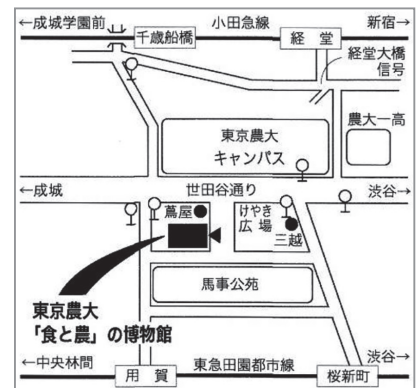 ←成城学園前
小田急線
新宿→
千歳船橋
経堂
経堂大橋
信号
東京農大
キャンパス
農大一高
←成城
世田谷通り
渋谷→
蔦屋
けやき
広場
三越
馬事公苑
東京農大
「食と農」の博物館
←中央林間
用賀
東急田園都市線
桜新町
渋谷→